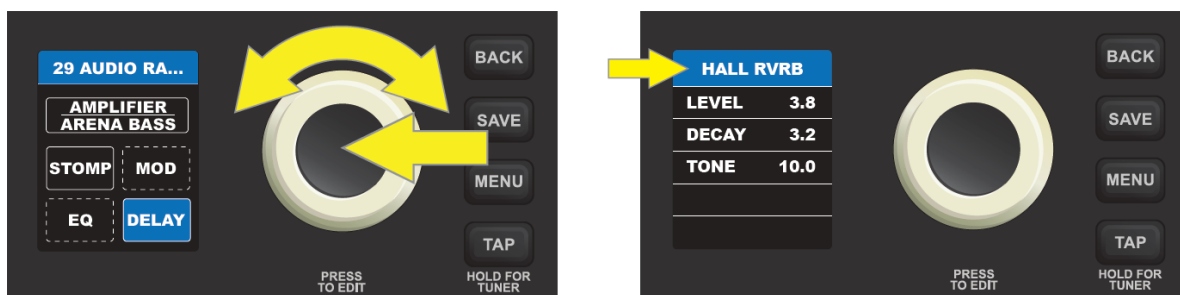 29 AUDIO RA...
AMPLIFIER
ARENA BASS
STOMP
MOD
EQ
DELAY
BACK
SAVE
MENU
TAP
PRESS
TO EDIT
HOLD FOR
TUNER
HALL RVRB
LEVEL 3.8
DECAY 3.2
TONE 10.0
BACK
SAVE
MENU
TAP
PRESS
TO EDIT
HOLD FOR
TUNER